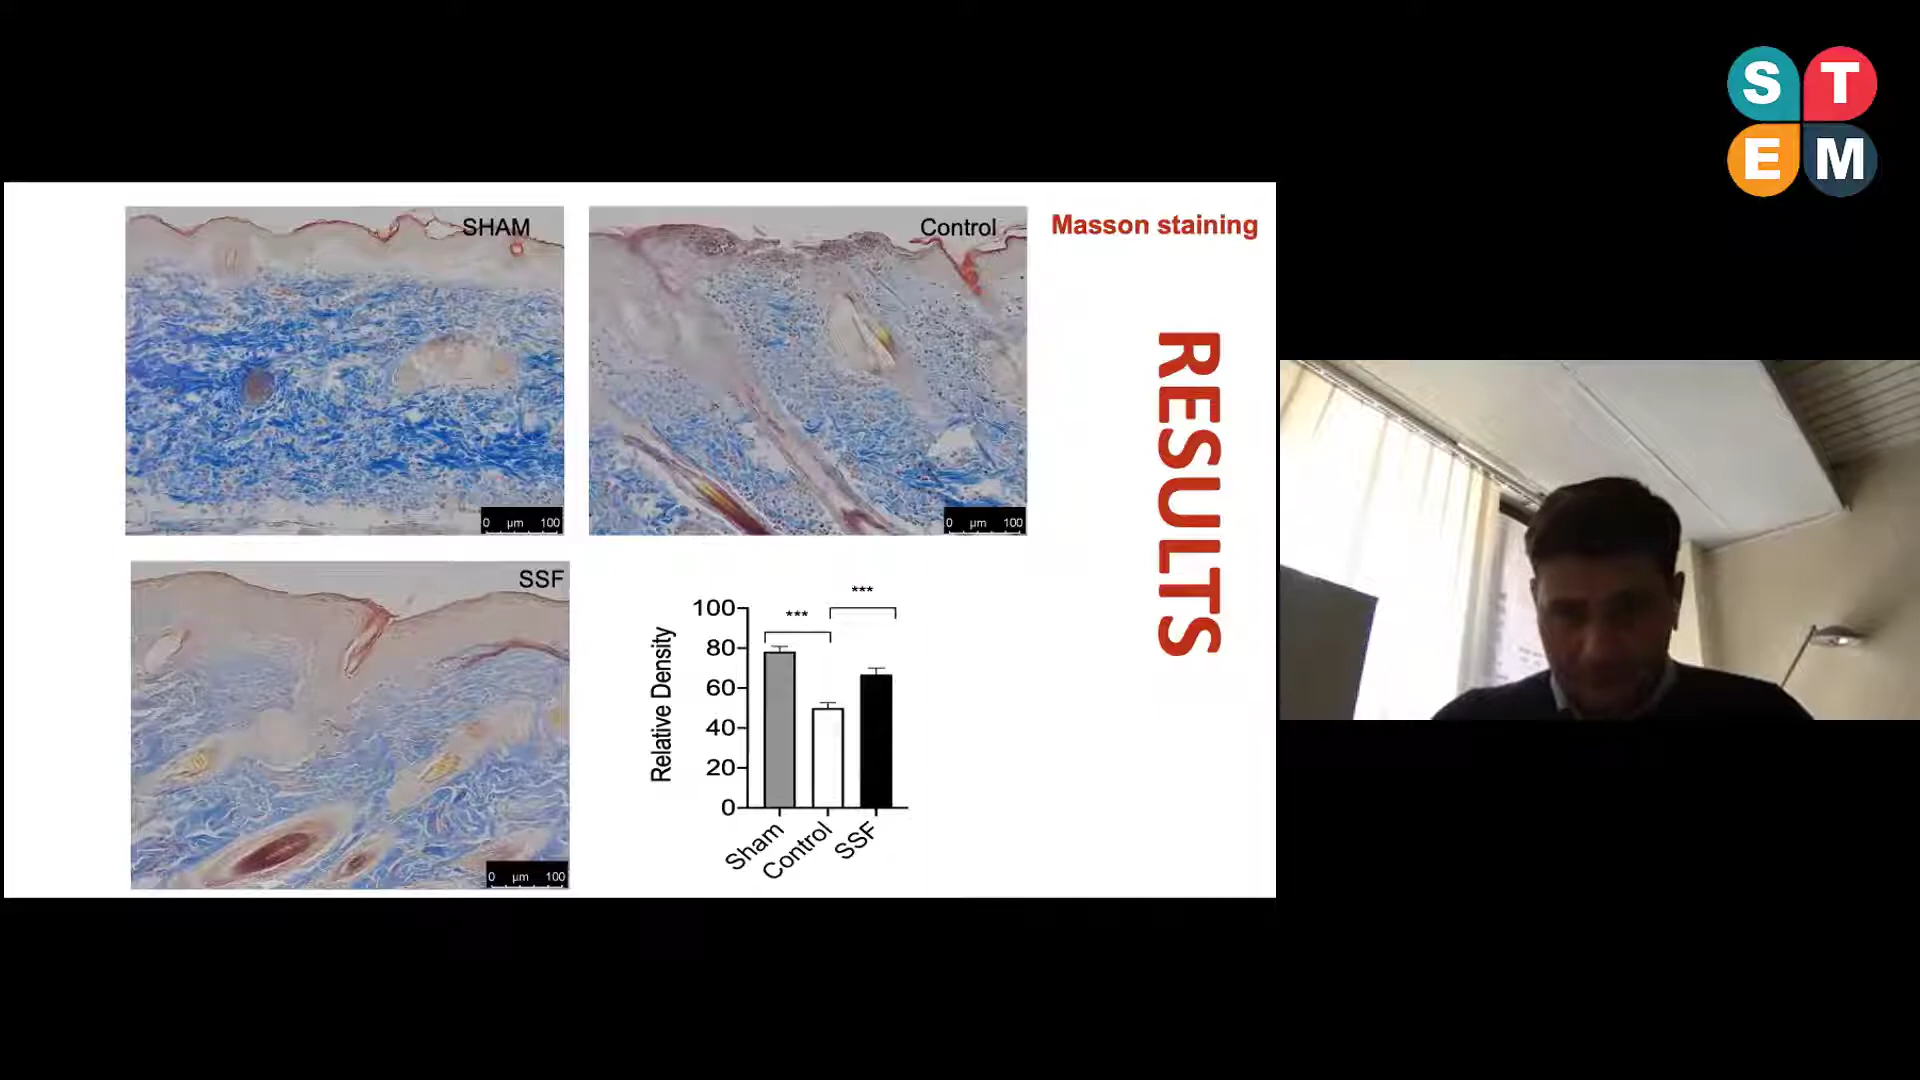 S T
E M
SHAM
Control
Masson staining
RESULTS
0 µm 100
0 µm 100
SSF
0 µm 100
***
***
Relative Density
100
80
60
40
20
0
Sham
Control
SSF